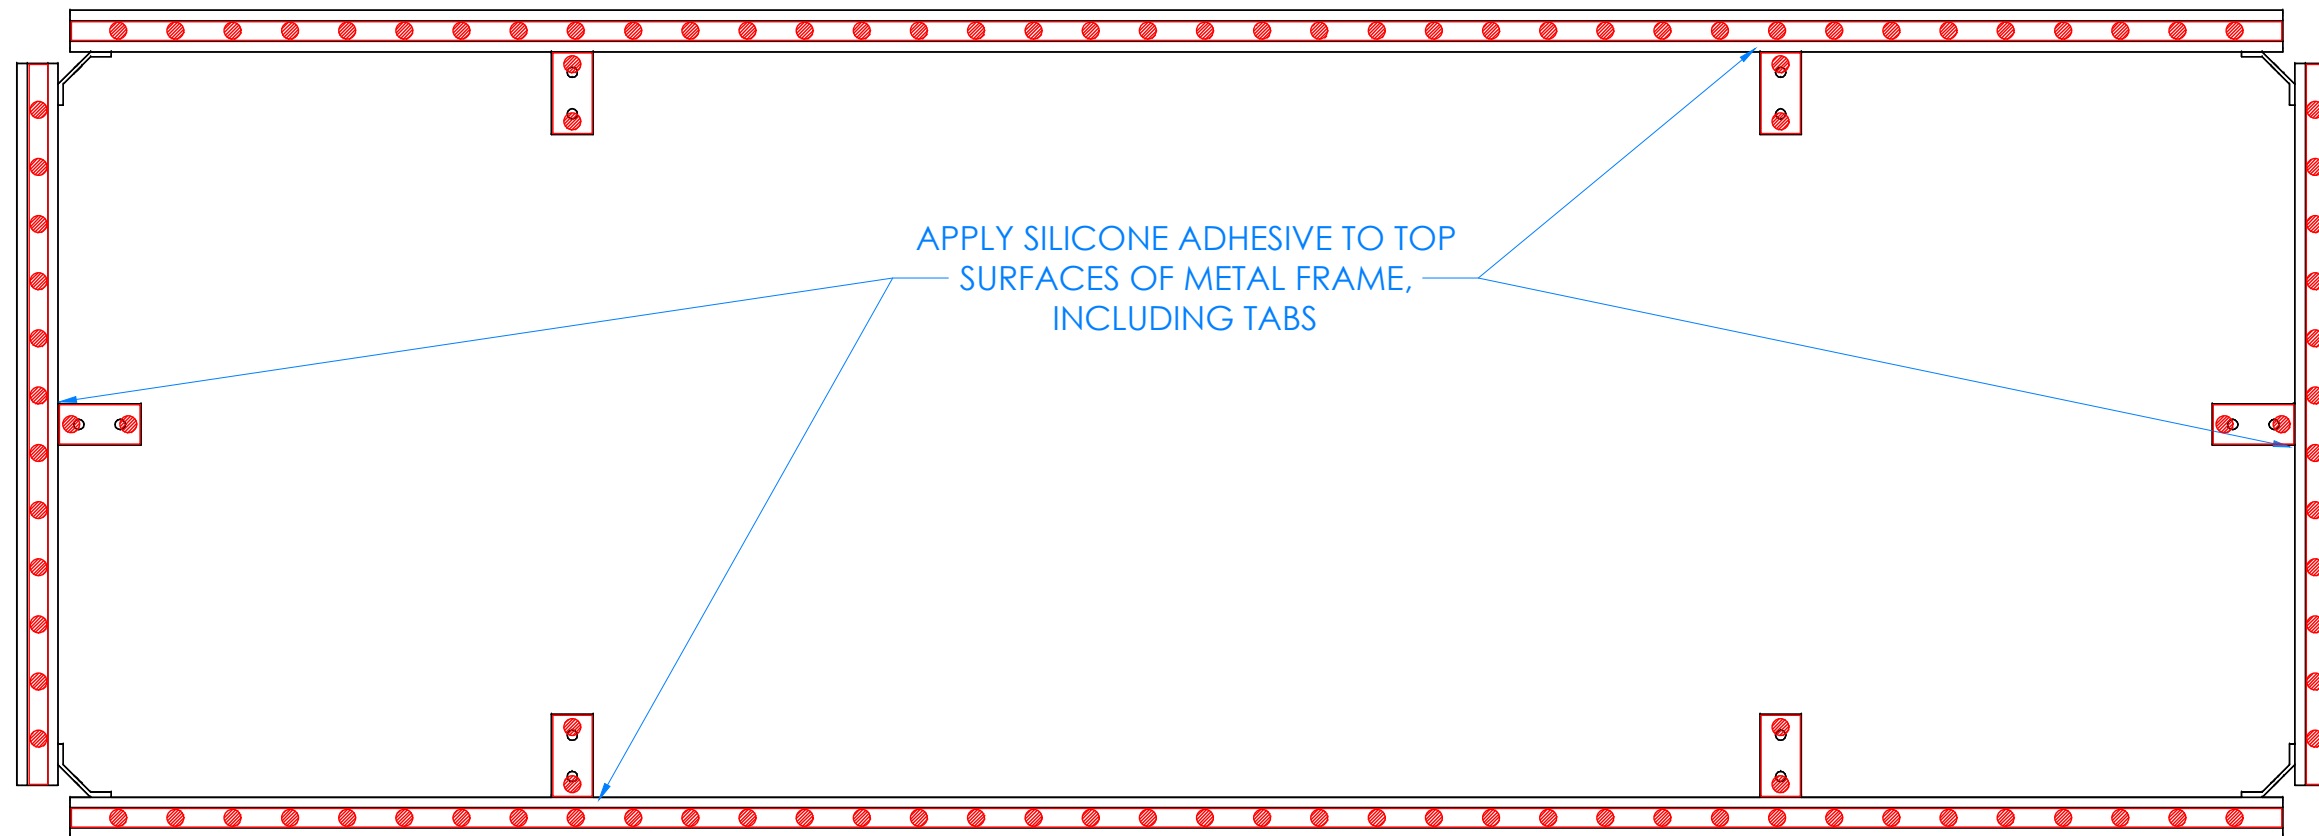 APPLY SILICONE ADHESIVE TO TOP
SURFACES OF METAL FRAME,
INCLUDING TABS